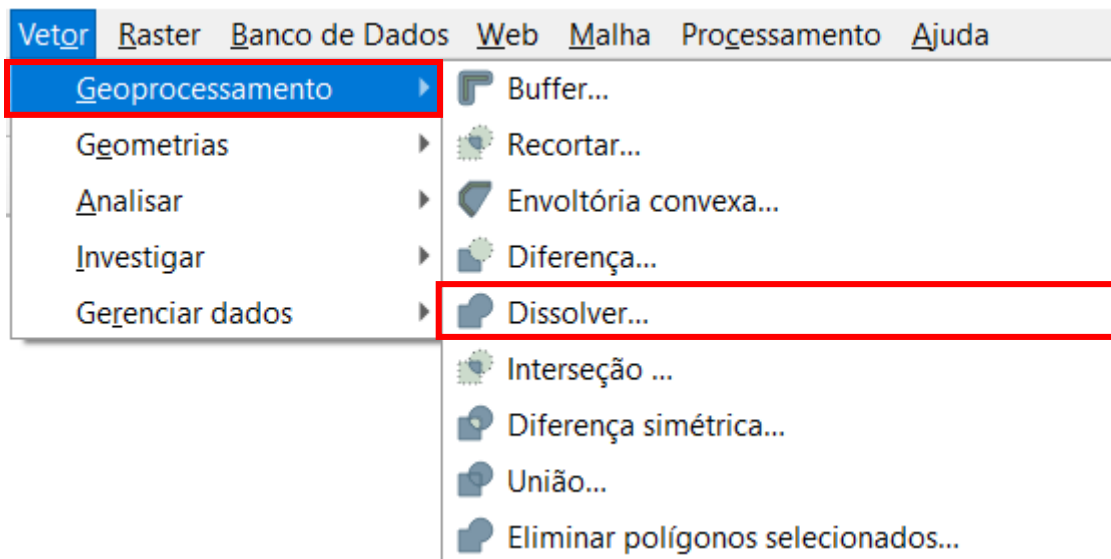 Vetor Raster Banco de Dados Web Malha Processamento Ajuda
Geoprocessamento
Geometrias
Analisar
Investigar
Gerenciar dados
Buffer...
Recortar...
Envoltória convexa...
Diferença...
Dissolver...
Interseção ...
Diferença simétrica...
União...
Eliminar polígonos selecionados...